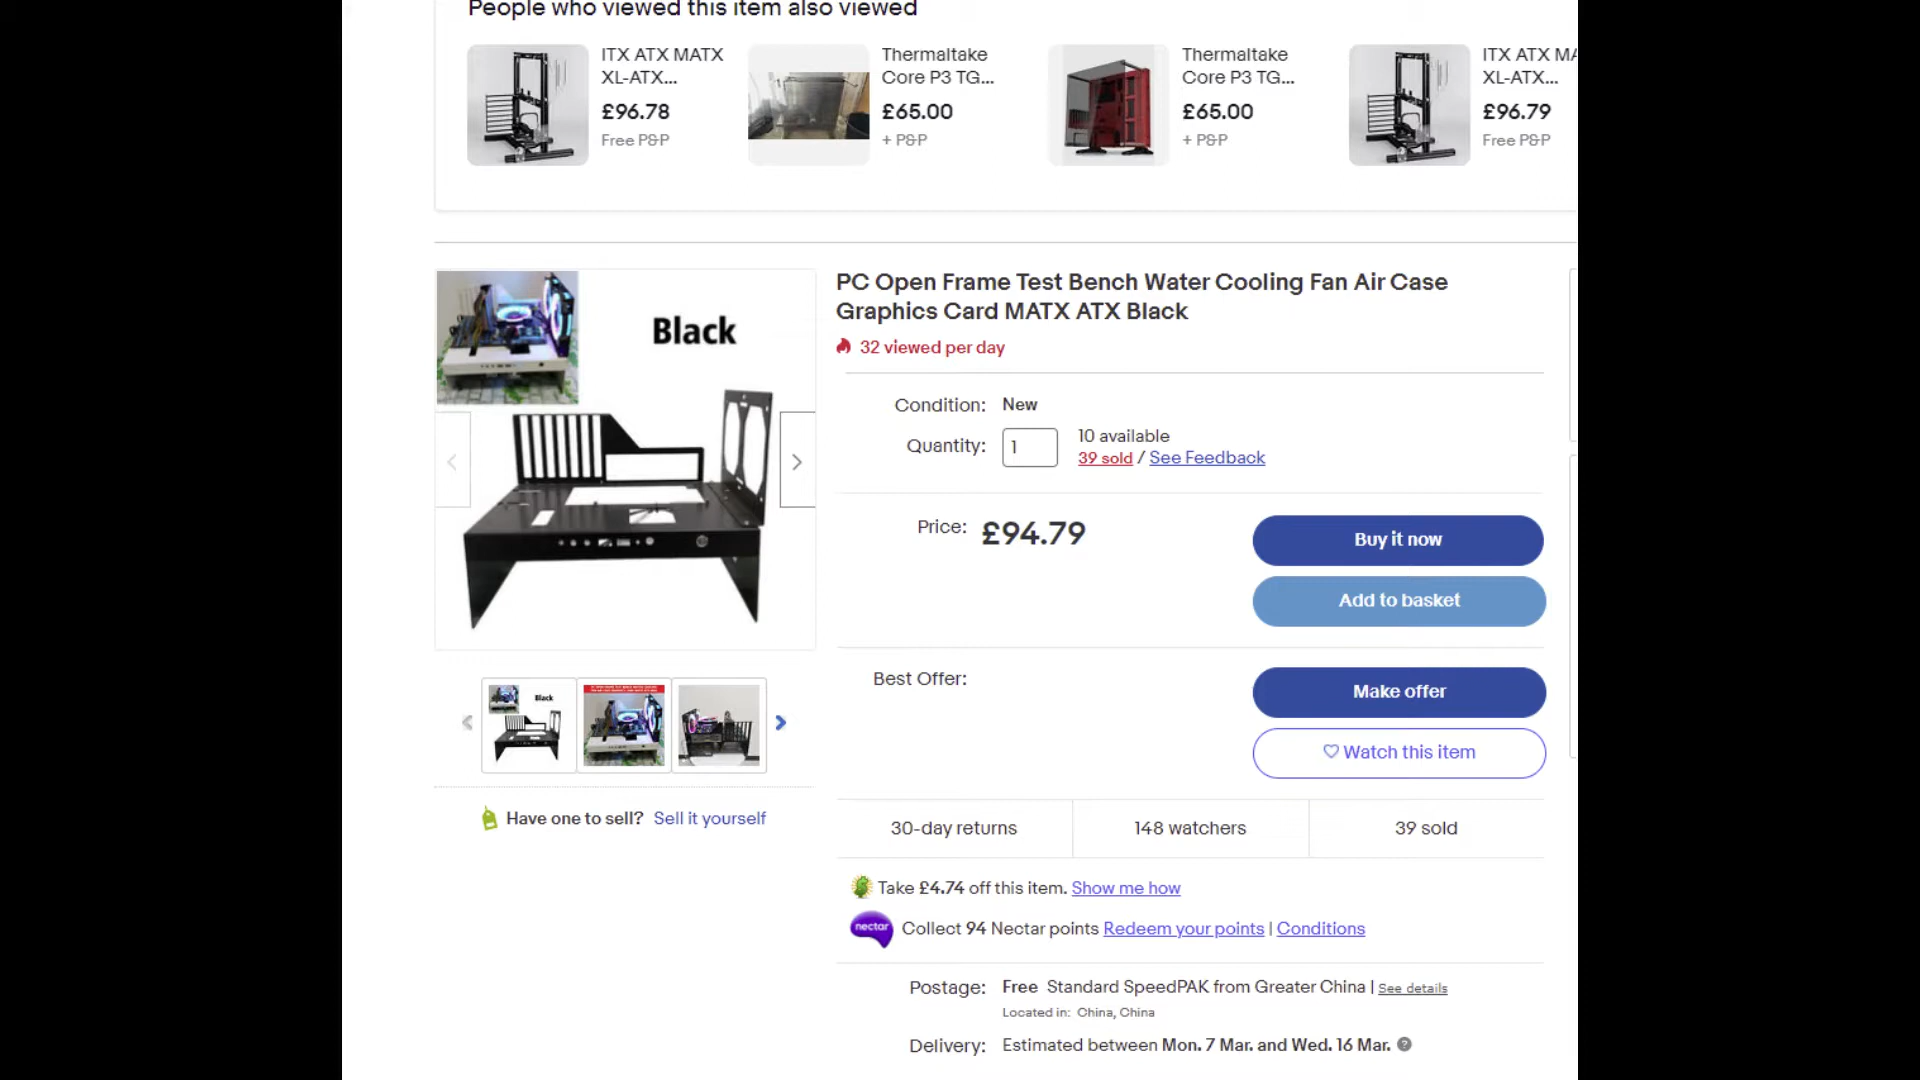 People who viewed this item also viewed
ITX ATX MATX
XL-ATX...
£96.78
Free P&P
Thermaltake
Core P3 TG...
£65.00
+ P&P
Thermaltake
Core P3 TG...
£65.00
+ P&P
ITX ATX MA
XL-ATX...
£96.79
Free P&P
Black
PC Open Frame Test Bench Water Cooling Fan Air Case
Graphics Card MATX ATX Black
32 viewed per day
Condition: New
Quantity: 1
10 available
39 sold / See Feedback
Price: £94.79
Buy it now
Add to basket
Best Offer:
Make offer
Watch this item
Black
Have one to sell? Sell it yourself
30-day returns
148 watchers
39 sold
Take £4.74 off this item. Show me how
nectar
Collect 94 Nectar points Redeem your points | Conditions
Postage: Free Standard SpeedPAK from Greater China | See details
Located in: China, China
Delivery: Estimated between Mon. 7 Mar. and Wed. 16 Mar. ?